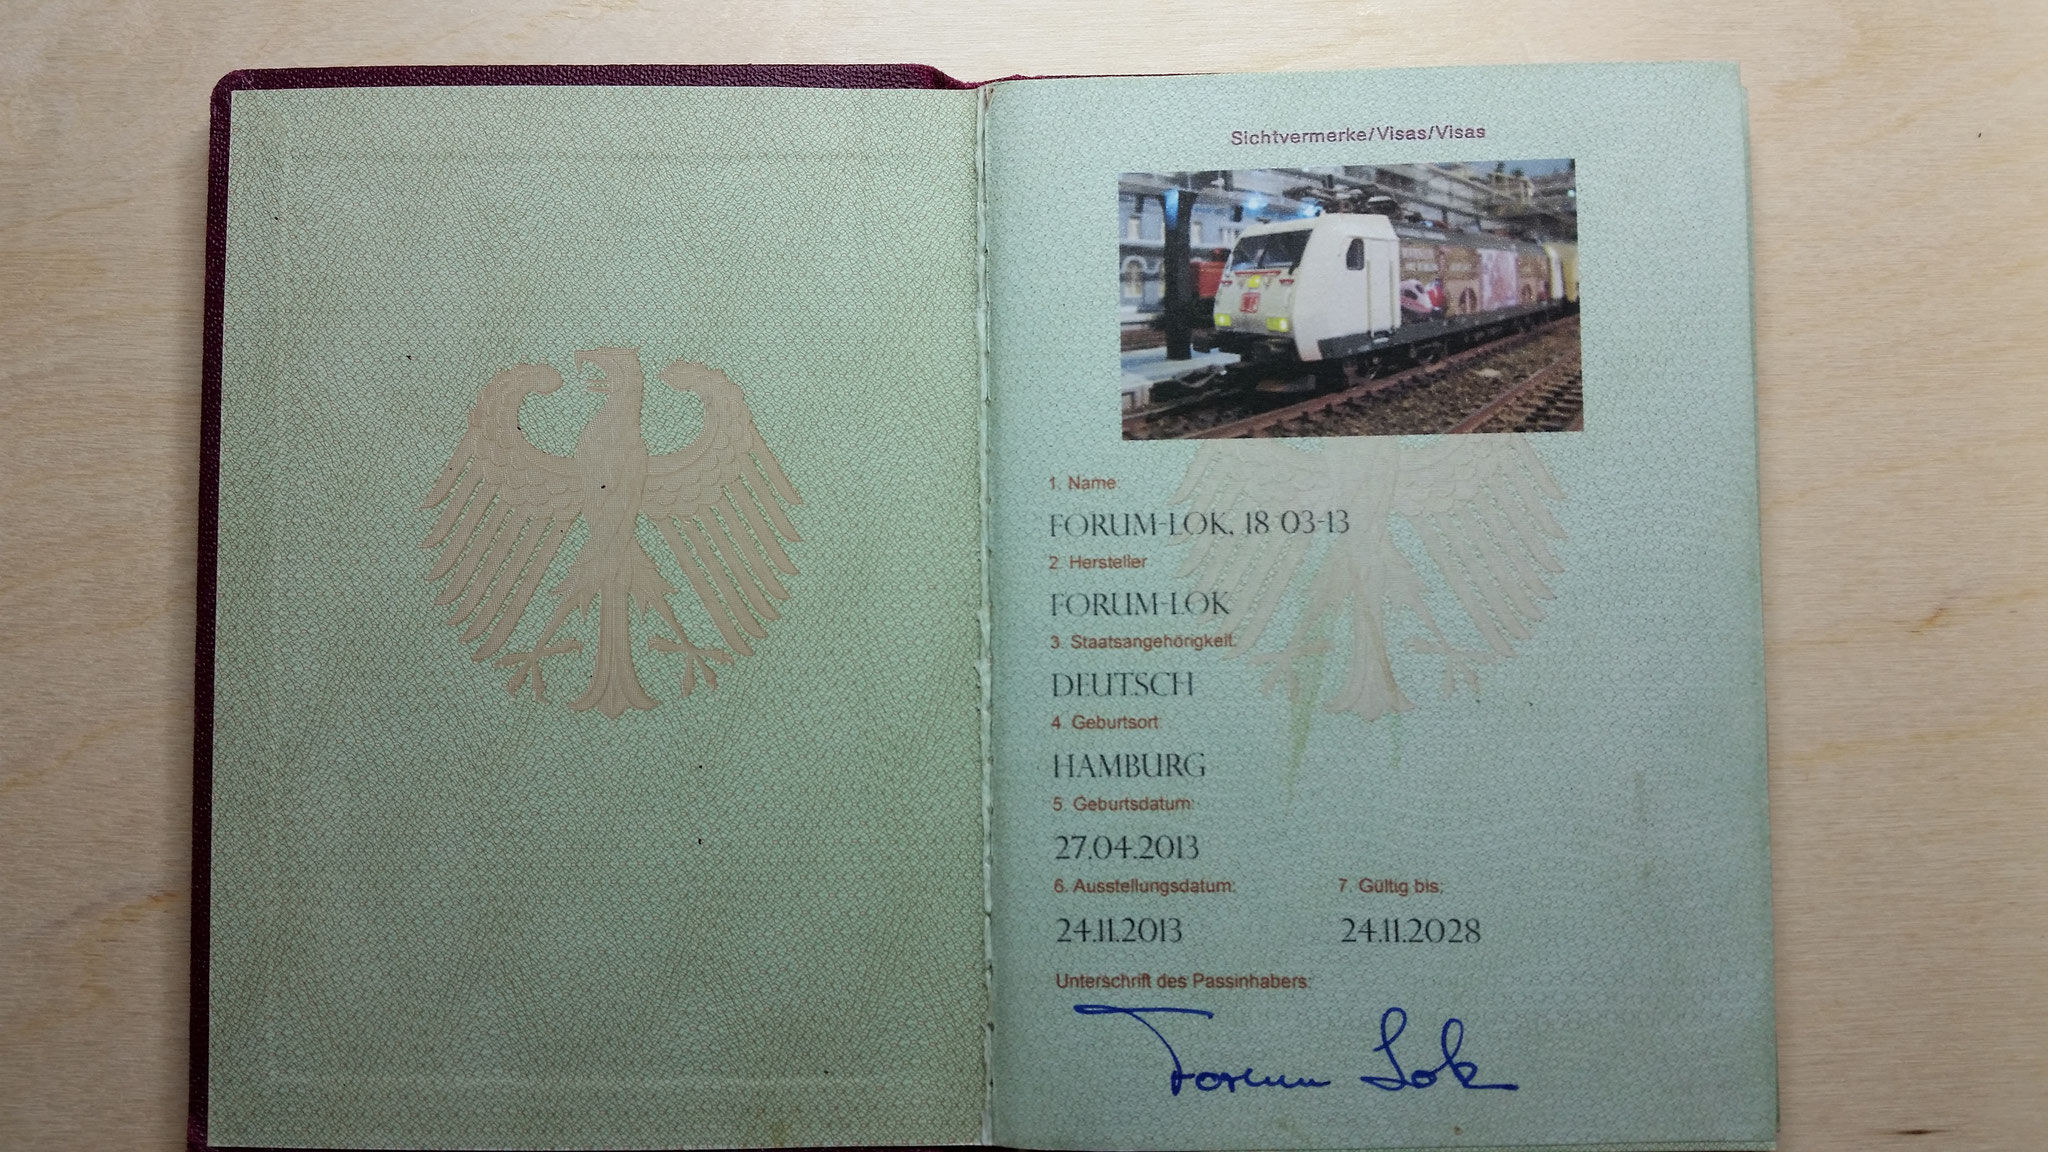 Sichtvermerke/Visas/Visas
1. Name:
FORUM-LOK, 18-03-13
2. Hersteller
FORUM-LOK
3. Staatsangehörigkeit:
DEUTSCH
4. Geburtsort:
HAMBURG
5. Geburtsdatum:
27.04.2013
6. Ausstellungsdatum: 7. Gültig bis:
24.11.2013 24.11.2028
Unterschrift des Passinhabers:
Forum Lok